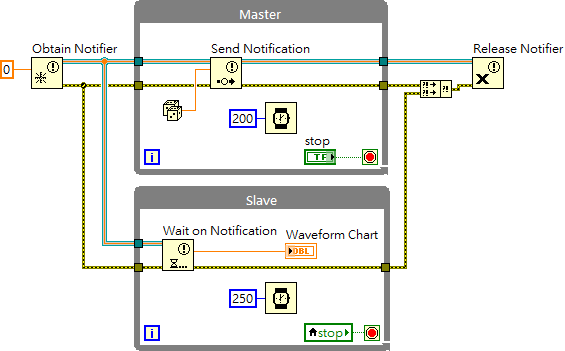 Master
Obtain Notifier
Send Notification
Release Notifier
0
200
stop
TF
i
Slave
Wait on Notification
Waveform Chart
DBL
250
i
stop